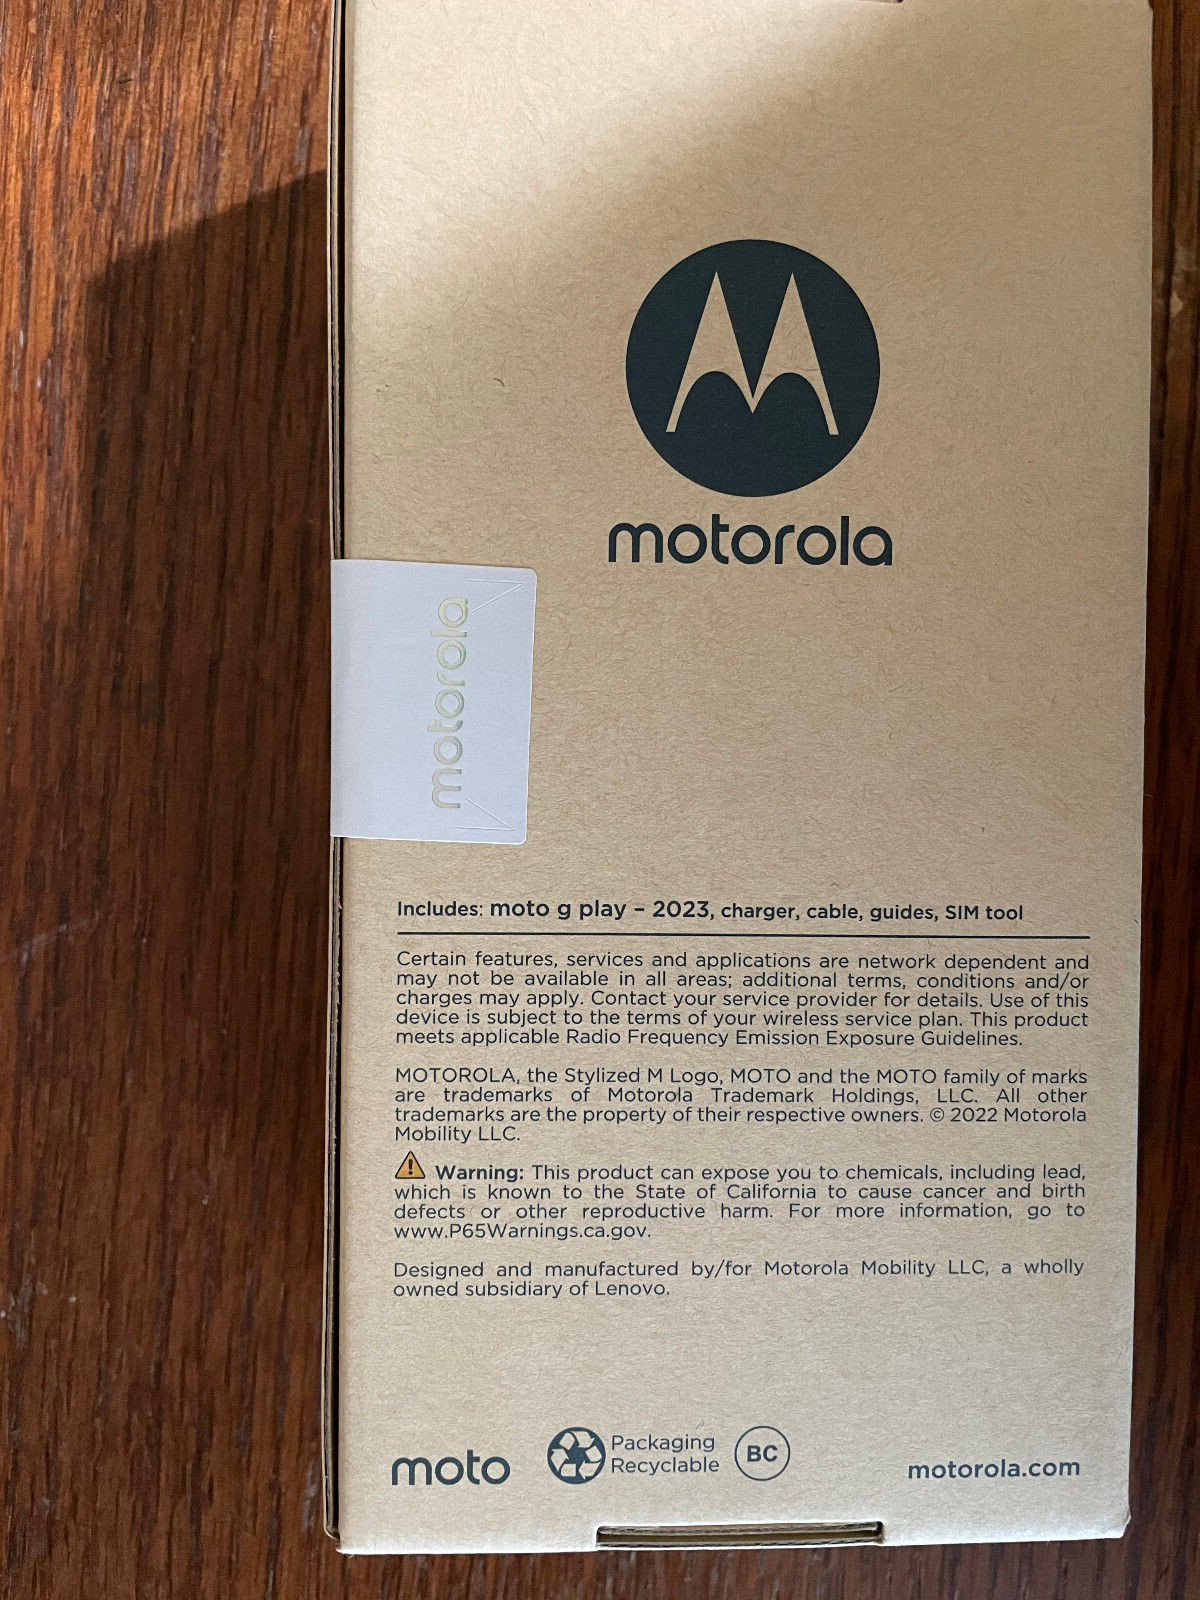 motorola
motorola
Includes: moto g play – 2023, charger, cable, guides, SIM tool
Certain features, services and applications are network dependent and
may not be available in all areas; additional terms, conditions and/or
charges may apply. Contact your service provider for details. Use of this
device is subject to the terms of your wireless service plan. This product
meets applicable Radio Frequency Emission Exposure Guidelines.
MOTOROLA, the Stylized M Logo, MOTO and the MOTO family of marks
are trademarks of Motorola Trademark Holdings, LLC. All other
trademarks are the property of their respective owners. © 2022 Motorola
Mobility LLC.
Warning: This product can expose you to chemicals, including lead,
which is known to the State of California to cause cancer and birth
defects or other reproductive harm. For more information, go to
www.P65Warnings.ca.gov.
Designed and manufactured by/for Motorola Mobility LLC, a wholly
owned subsidiary of Lenovo.
moto
Packaging
Recyclable
BC
motorola.com